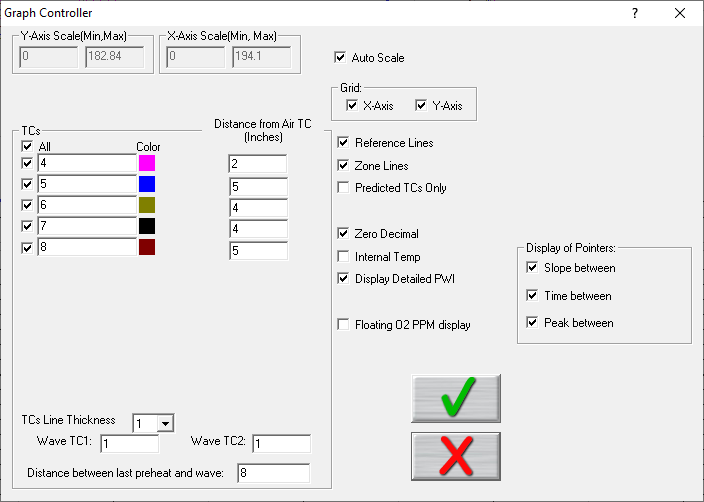 Graph Controller
? ×
Y-Axis Scale(Min,Max) X-Axis Scale(Min, Max)
0 182.84 0 194.1
Auto Scale
Grid:
X-Axis Y-Axis
TCs Distance from Air TC
(Inches)
All Color
4 2
5 5
6 4
7 4
8 5
Reference Lines
Zone Lines
Predicted TCs Only
Zero Decimal
Internal Temp
Display Detailed PWI
Floating O2 PPM display
Display of Pointers:
Slope between
Time between
Peak between
TCs Line Thickness 1
Wave TC1: 1 Wave TC2: 1
Distance between last preheat and wave: 8